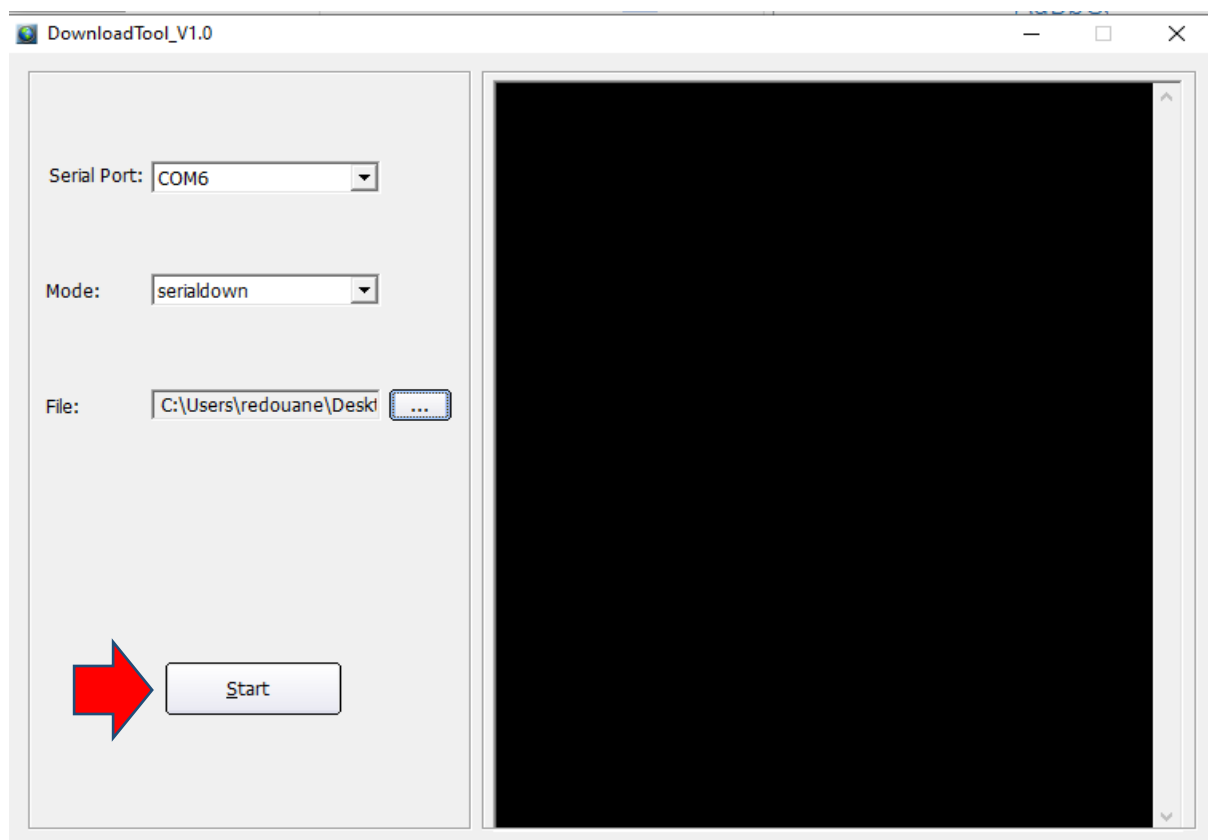 DownloadTool_V1.0
Serial Port: COM6
Mode: serialdown
File: C:\Users\redouane\Deskt ...
Start